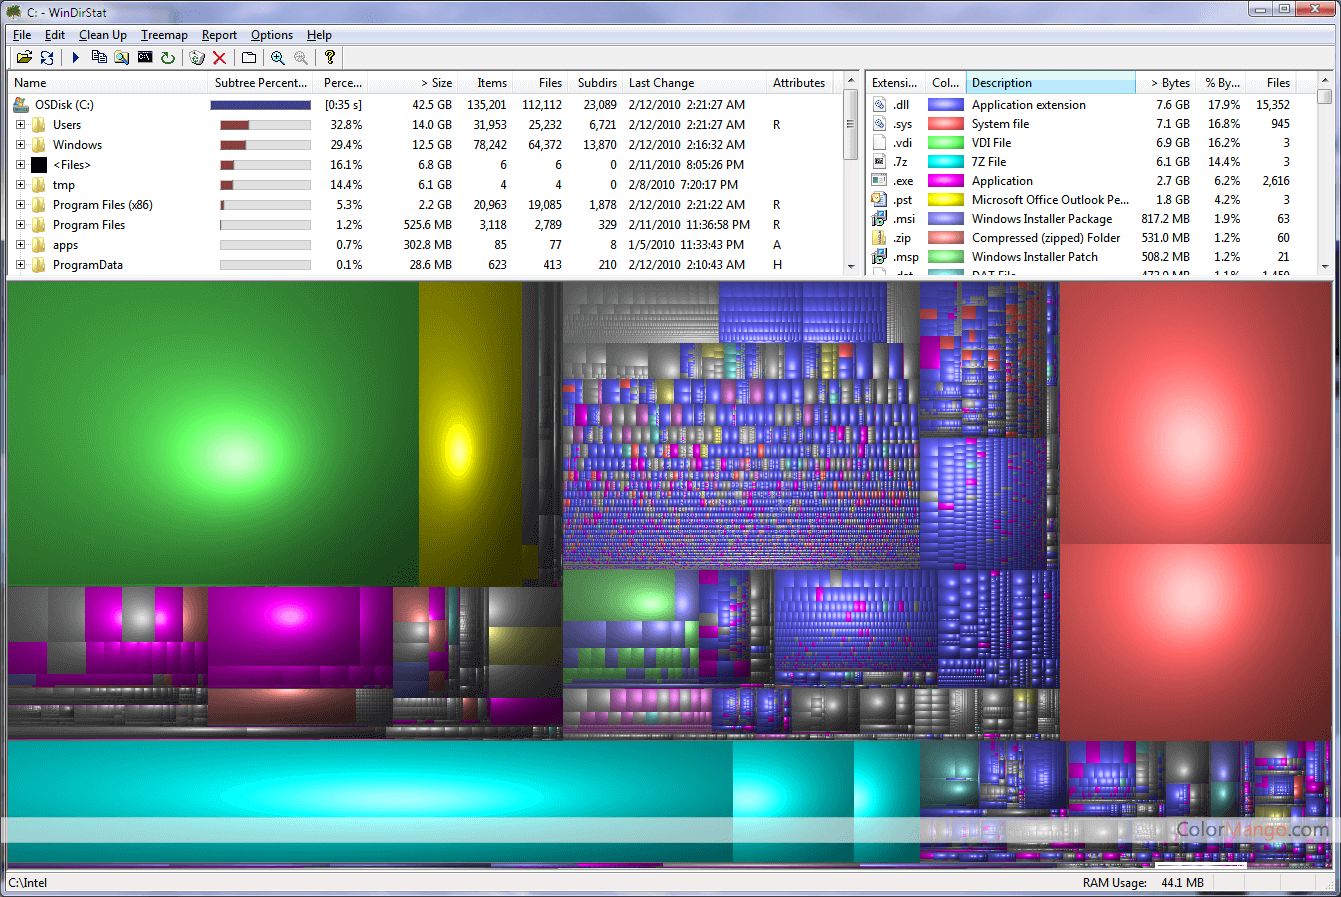 C: - WinDirStat
File Edit Clean Up Treemap Report Options Help
Name Subtree Percent... Perce... > Size Items Files Subdirs Last Change Attributes
OSDisk (C:) [0:35 s] 42.5 GB 135,201 112,112 23,089 2/12/2010 2:21:27 AM
Users 32.8% 14.0 GB 31,953 25,232 6,721 2/12/2010 2:21:27 AM R
Windows 29.4% 12.5 GB 78,242 64,372 13,870 2/12/2010 2:16:32 AM
<Files> 16.1% 6.8 GB 6 6 0 2/11/2010 8:05:26 PM
tmp 14.4% 6.1 GB 4 4 0 2/8/2010 7:20:17 PM
Program Files (x86) 5.3% 2.2 GB 20,963 19,085 1,878 2/12/2010 2:21:22 AM R
Program Files 1.2% 525.6 MB 3,118 2,789 329 2/11/2010 11:36:58 PM R
apps 0.7% 302.8 MB 85 77 8 1/5/2010 11:33:43 PM A
ProgramData 0.1% 28.6 MB 623 413 210 2/12/2010 2:10:43 AM H
Extensi... Col... Description > Bytes % By... Files
.dll Application extension 7.6 GB 17.9% 15,352
.sys System file 7.1 GB 16.8% 945
.vdi VDI File 6.9 GB 16.2% 3
.7z 7Z File 6.1 GB 14.4% 3
.exe Application 2.7 GB 6.2% 2,616
.pst Microsoft Office Outlook Pe... 1.8 GB 4.2% 3
.msi Windows Installer Package 817.2 MB 1.9% 63
.zip Compressed (zipped) Folder 531.0 MB 1.2% 60
.msp Windows Installer Patch 508.2 MB 1.2% 21
ColorMango.com
C:\Intel RAM Usage: 44.1 MB